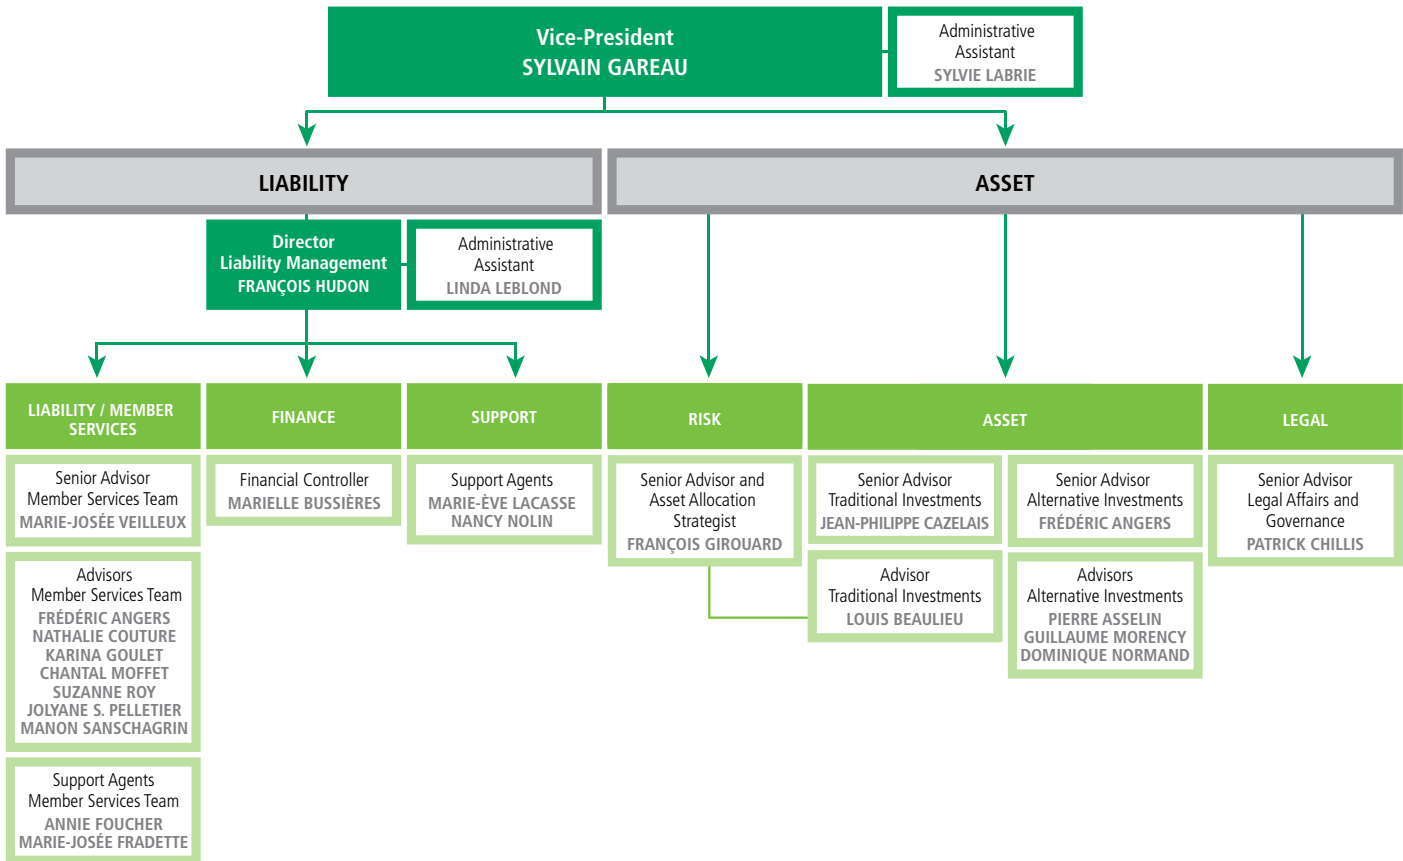 Vice-President
SYLVAIN GAREAU
Administrative
Assistant
SYLVIE LABRIE
LIABILITY
ASSET
Director
Liability Management
FRANÇOIS HUDON
Administrative
Assistant
LINDA LEBLOND
LIABILITY / MEMBER
SERVICES
FINANCE
SUPPORT
RISK
ASSET
LEGAL
Senior Advisor
Member Services Team
MARIE-JOSÉE VEILLEUX
Financial Controller
MARIELLE BUSSIÈRES
Support Agents
MARIE-ÈVE LACASSE
NANCY NOLIN
Senior Advisor and
Asset Allocation
Strategist
FRANÇOIS GIROUARD
Senior Advisor
Traditional Investments
JEAN-PHILIPPE CAZELAIS
Senior Advisor
Alternative Investments
FRÉDÉRIC ANGERS
Senior Advisor
Legal Affairs and
Governance
PATRICK CHILLIS
Advisors
Member Services Team
FRÉDÉRIC ANGERS
NATHALIE COUTURE
KARINA GOULET
CHANTAL MOFFET
SUZANNE ROY
JOLYANE S. PELLETIER
MANON SANSCHAGRIN
Advisor
Traditional Investments
LOUIS BEAULIEU
Advisors
Alternative Investments
PIERRE ASSELIN
GUILLAUME MORENCY
DOMINIQUE NORMAND
Support Agents
Member Services Team
ANNIE FOUCHER
MARIE-JOSÉE FRADETTE